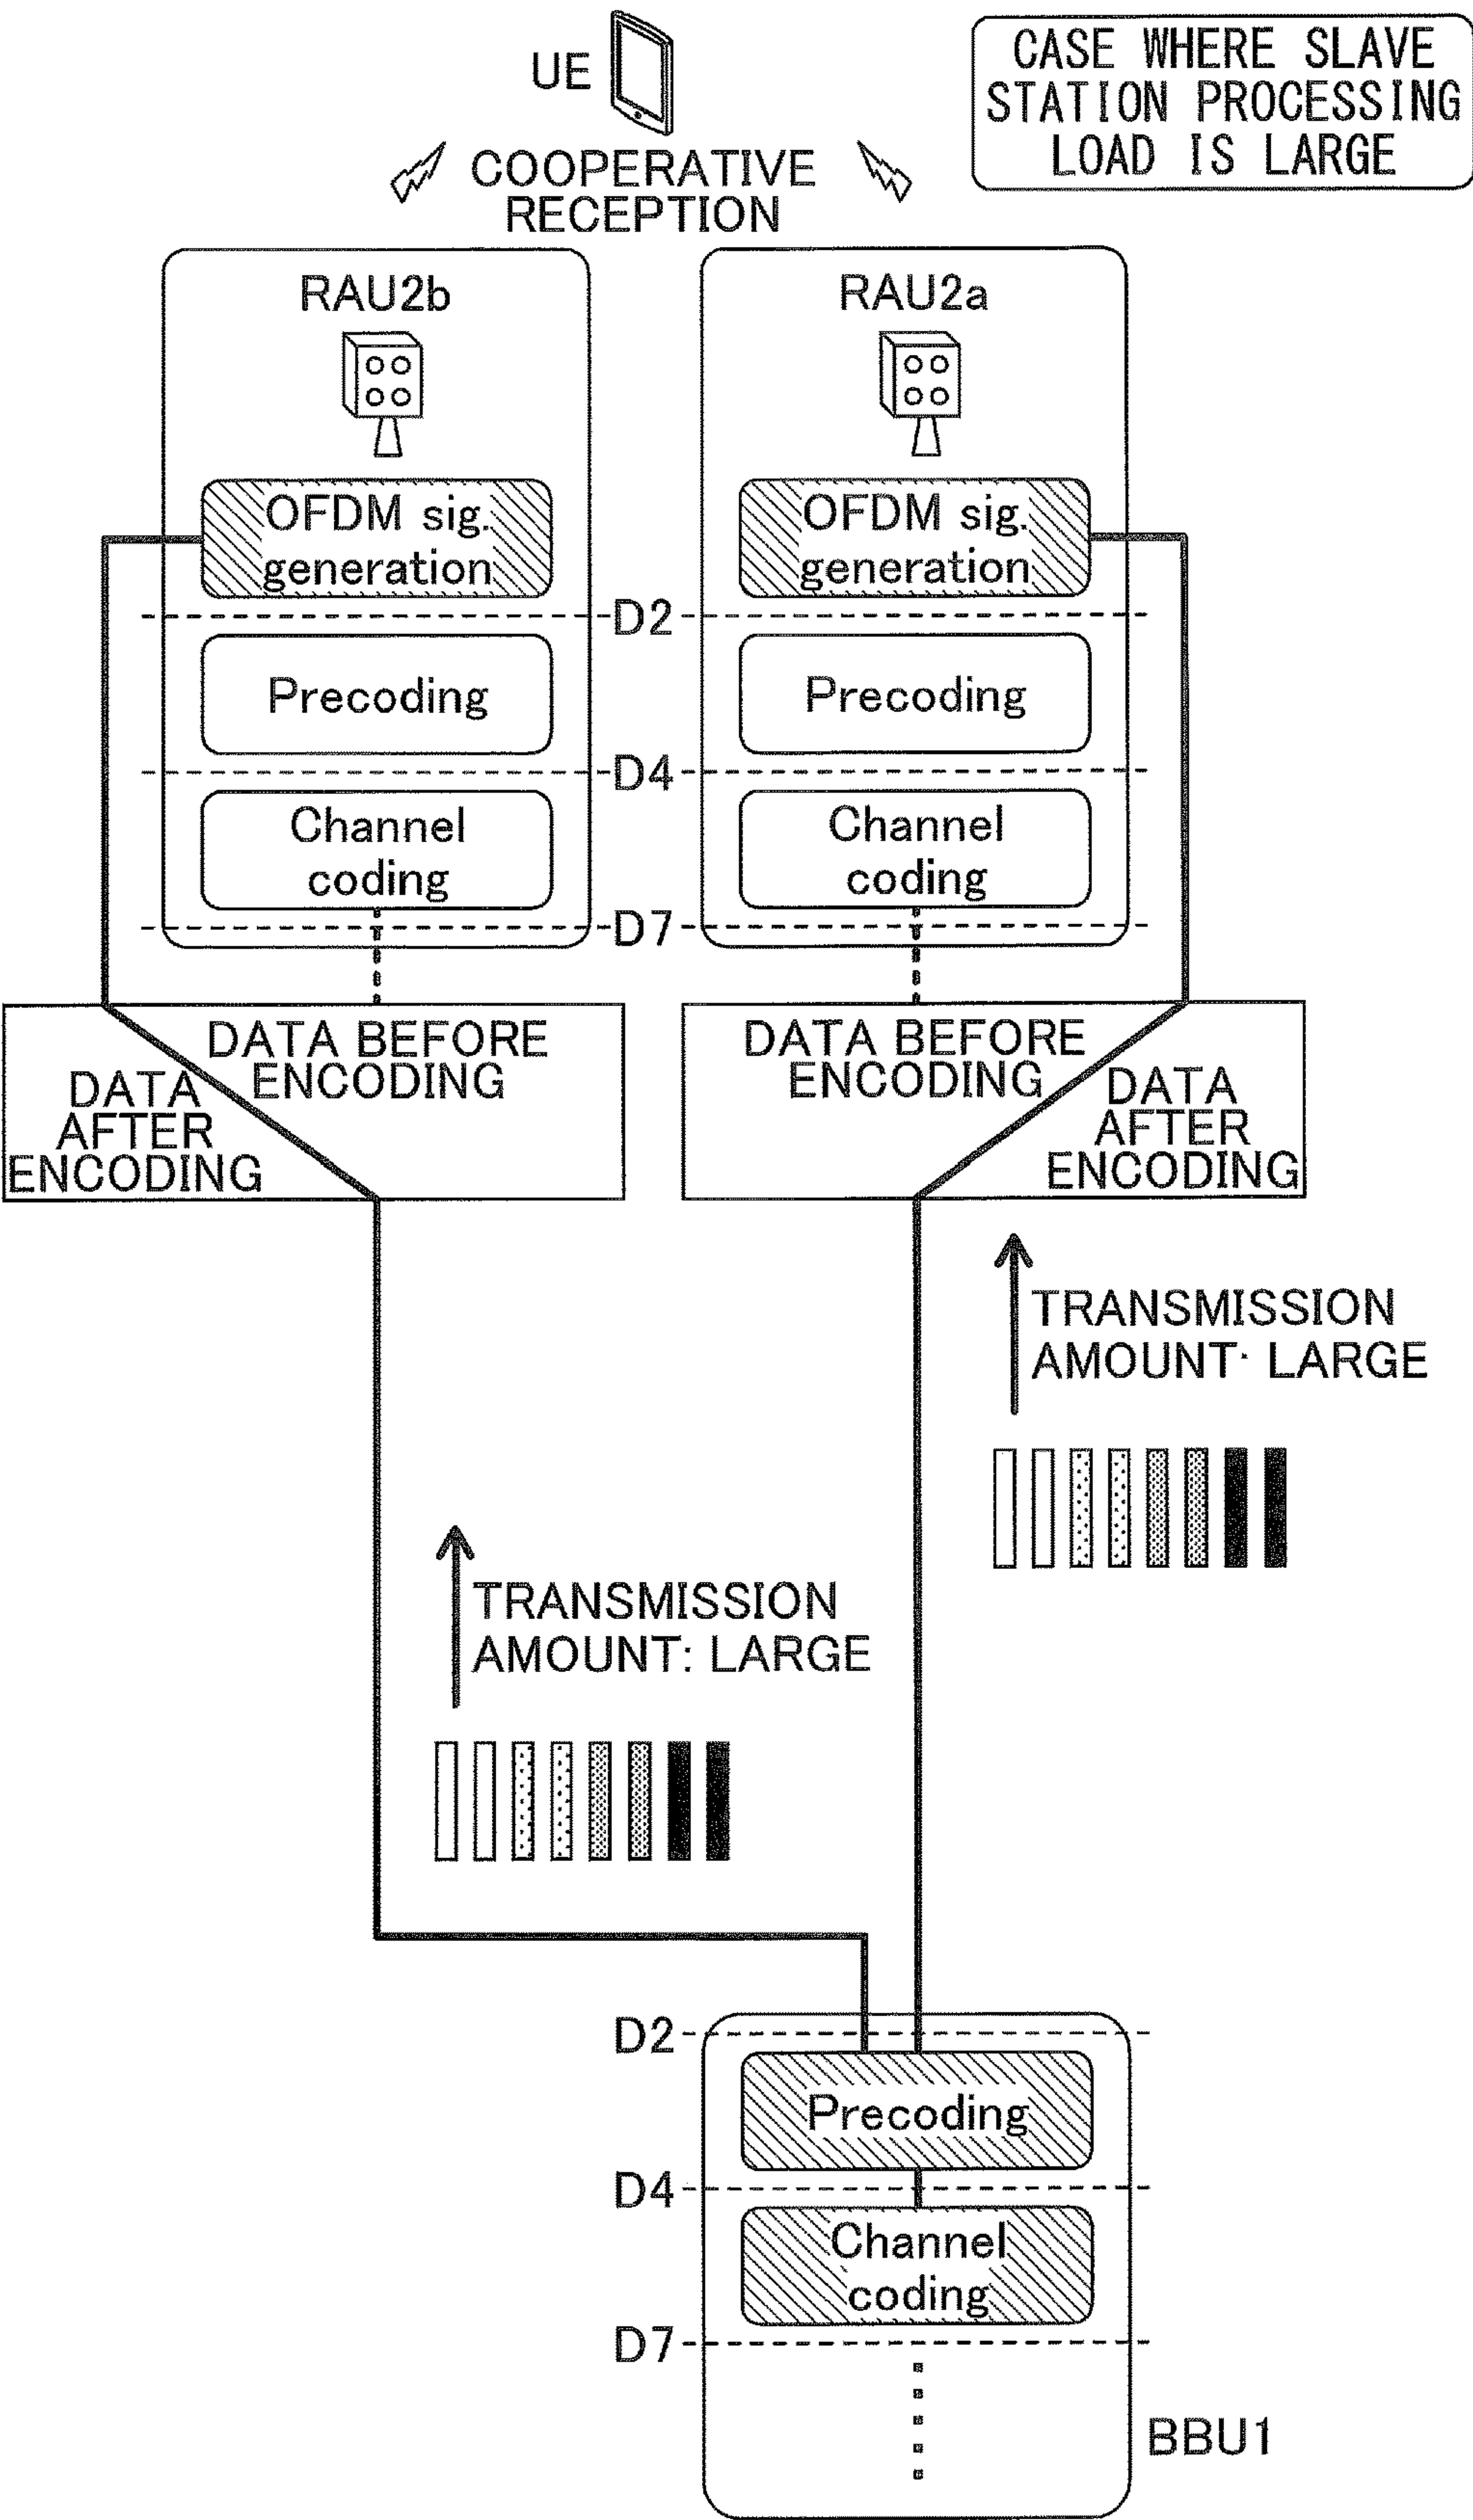 UE
CASE WHERE SLAVE
STATION PROCESSING
LOAD IS LARGE
COOPERATIVE
RECEPTION
RAU2b
RAU2a
OFDM sig.
generation
OFDM sig.
generation
D2
Precoding
Precoding
D4
Channel
coding
Channel
coding
D7
DATA BEFORE
ENCODING
DATA
AFTER
ENCODING
DATA BEFORE
ENCODING
DATA
AFTER
ENCODING
TRANSMISSION
AMOUNT: LARGE
TRANSMISSION
AMOUNT: LARGE
D2
Precoding
D4
Channel
coding
D7
BBU1